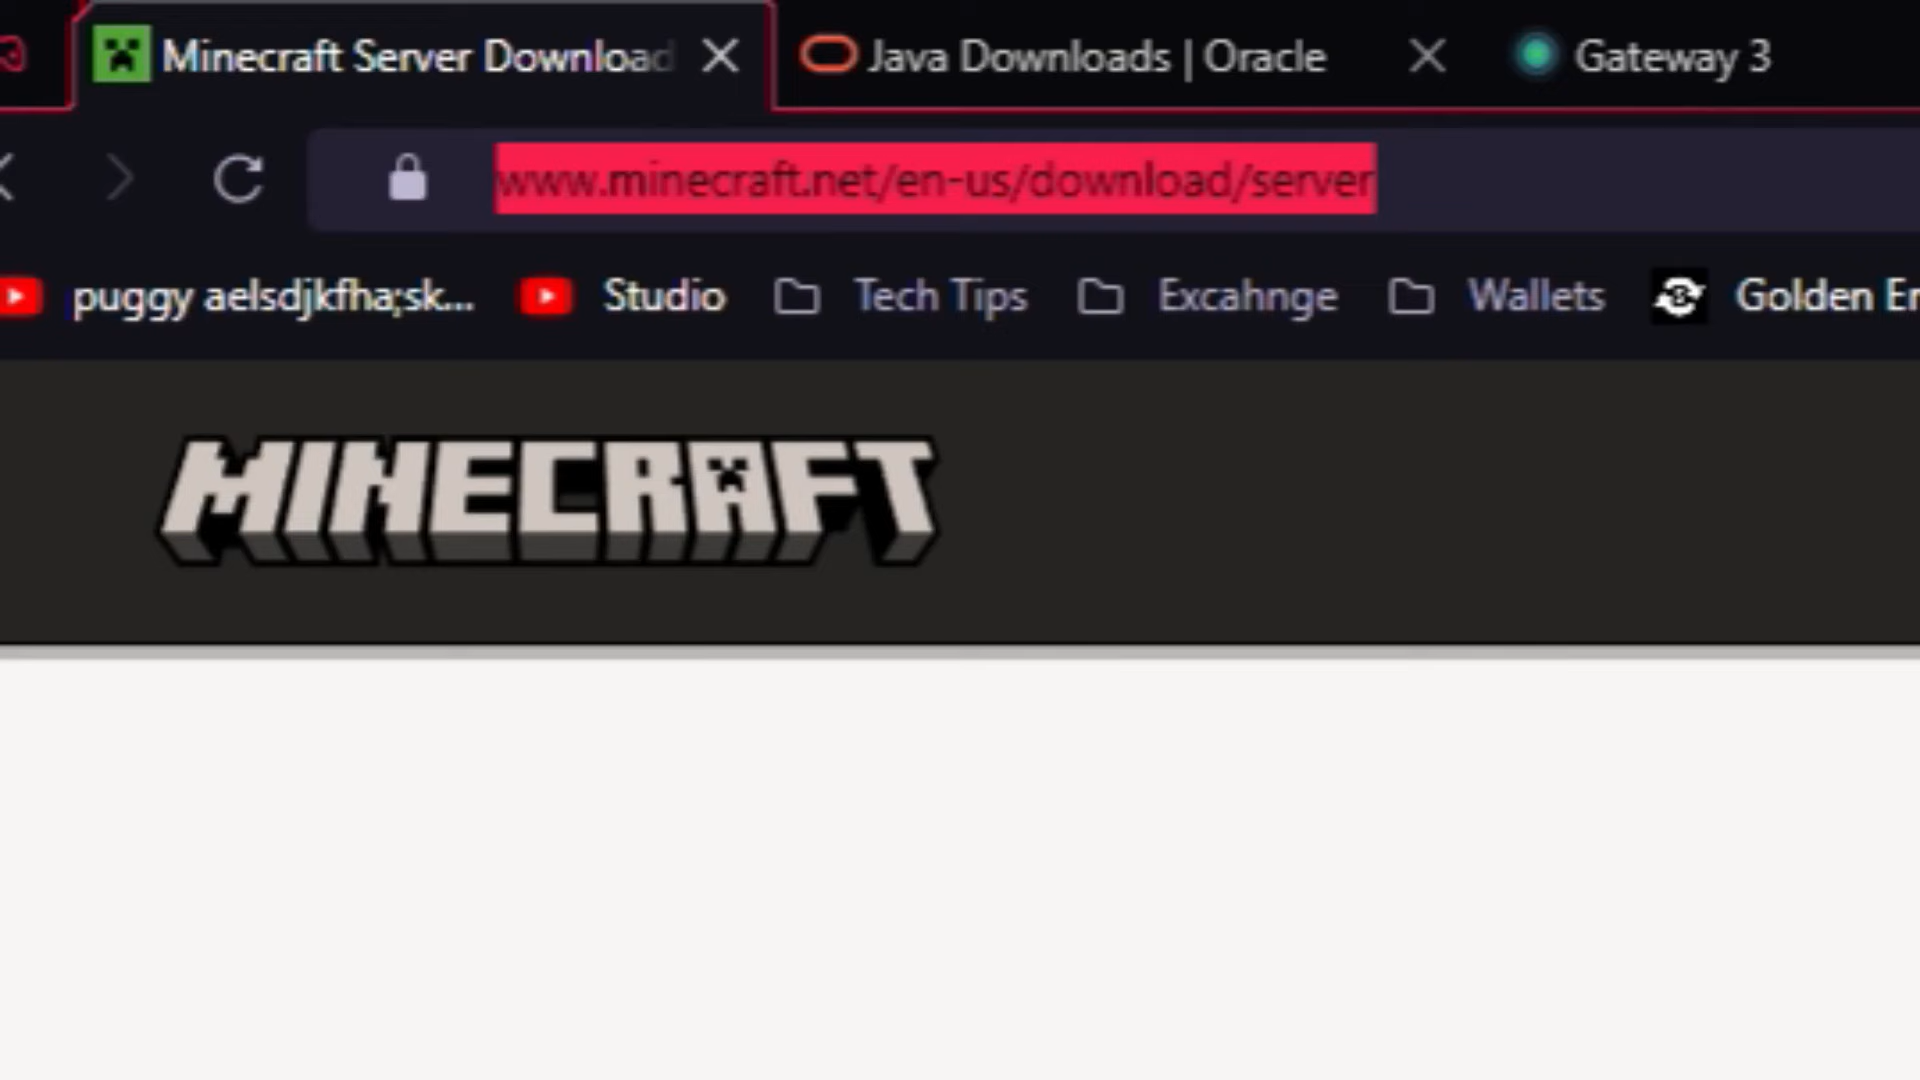 Minecraft Server Download
Java Downloads | Oracle
Gateway 3
www.minecraft.net/en-us/download/server
puggy aelsdjkfha;sk...
Studio
Tech Tips
Excahnge
Wallets
Golden
MINECRAFT